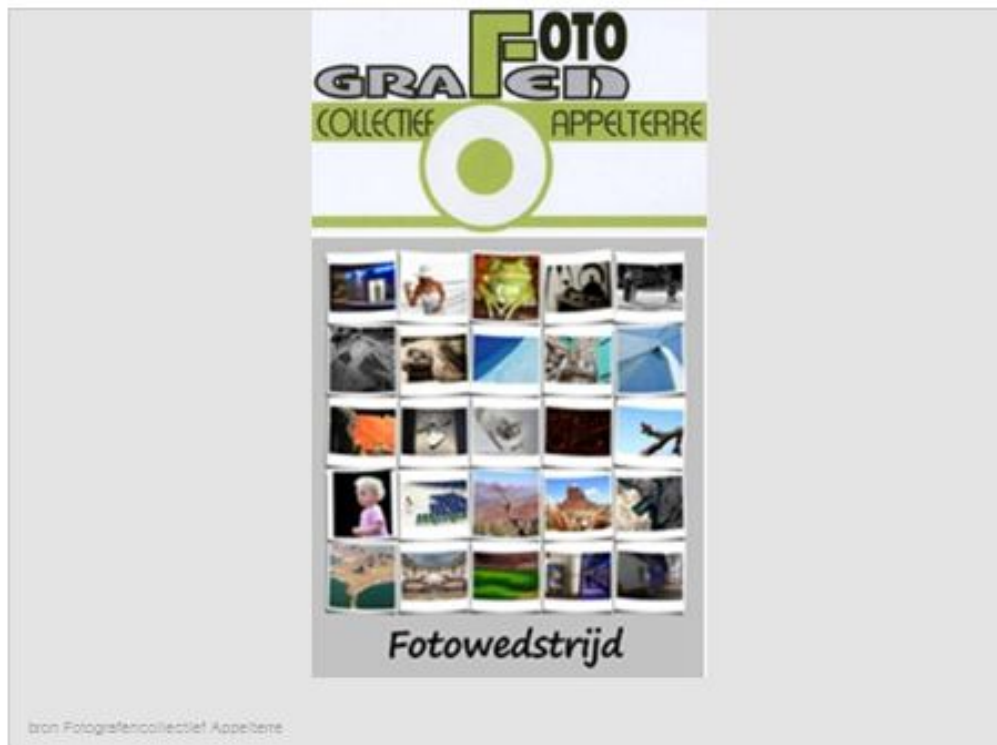 FOTO
GRAFEN
COLLECTIEF APPELTERRE
Fotowedstrijd
bron Fotografencollectief Appelterre